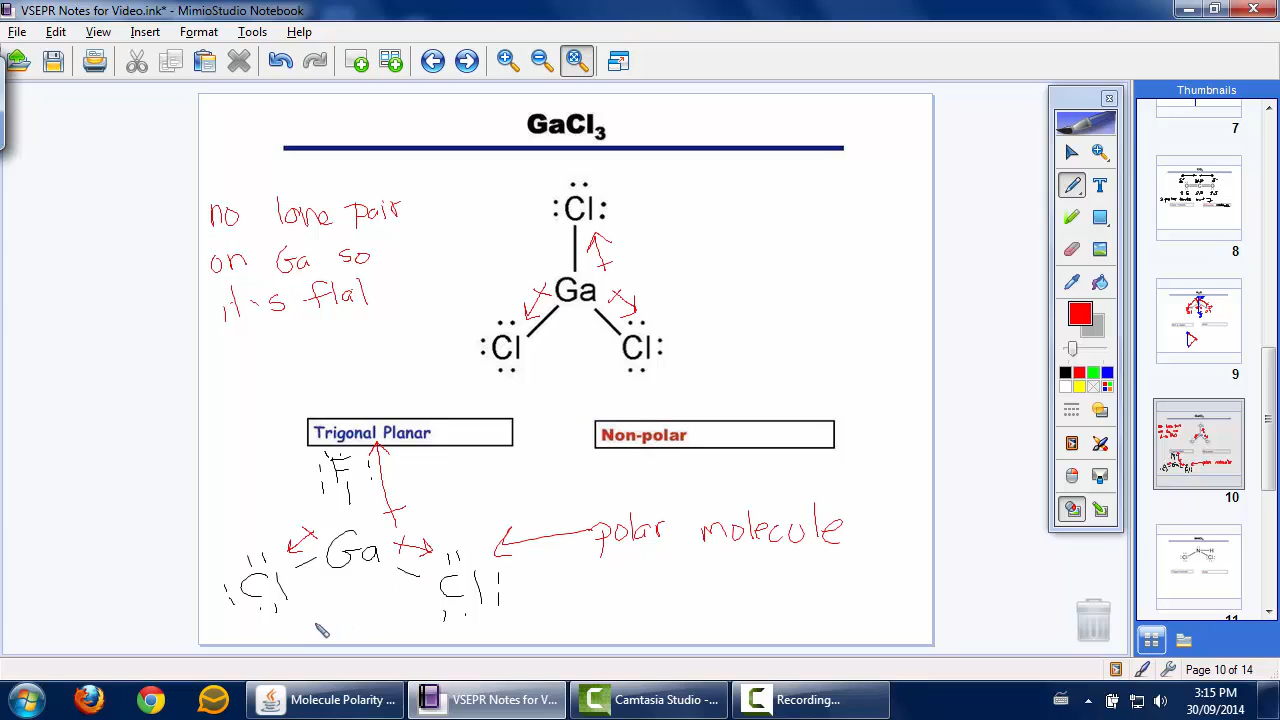 VSEPR Notes for Video.ink* - MimioStudio Notebook
File Edit View Insert Format Tools Help
GaCl3
no lone pair
on Ga so
it is flat
:Cl:
Ga
:Cl
Cl:
Trigonal Planar
Non-polar
F
Ga
Cl
Cl
polar molecule
Thumbnails
7
8
9
10
11
Page 10 of 14
Molecule Polarity ...
VSEPR Notes for V...
Camtasia Studio -...
Recording...
3:15 PM
30/09/2014